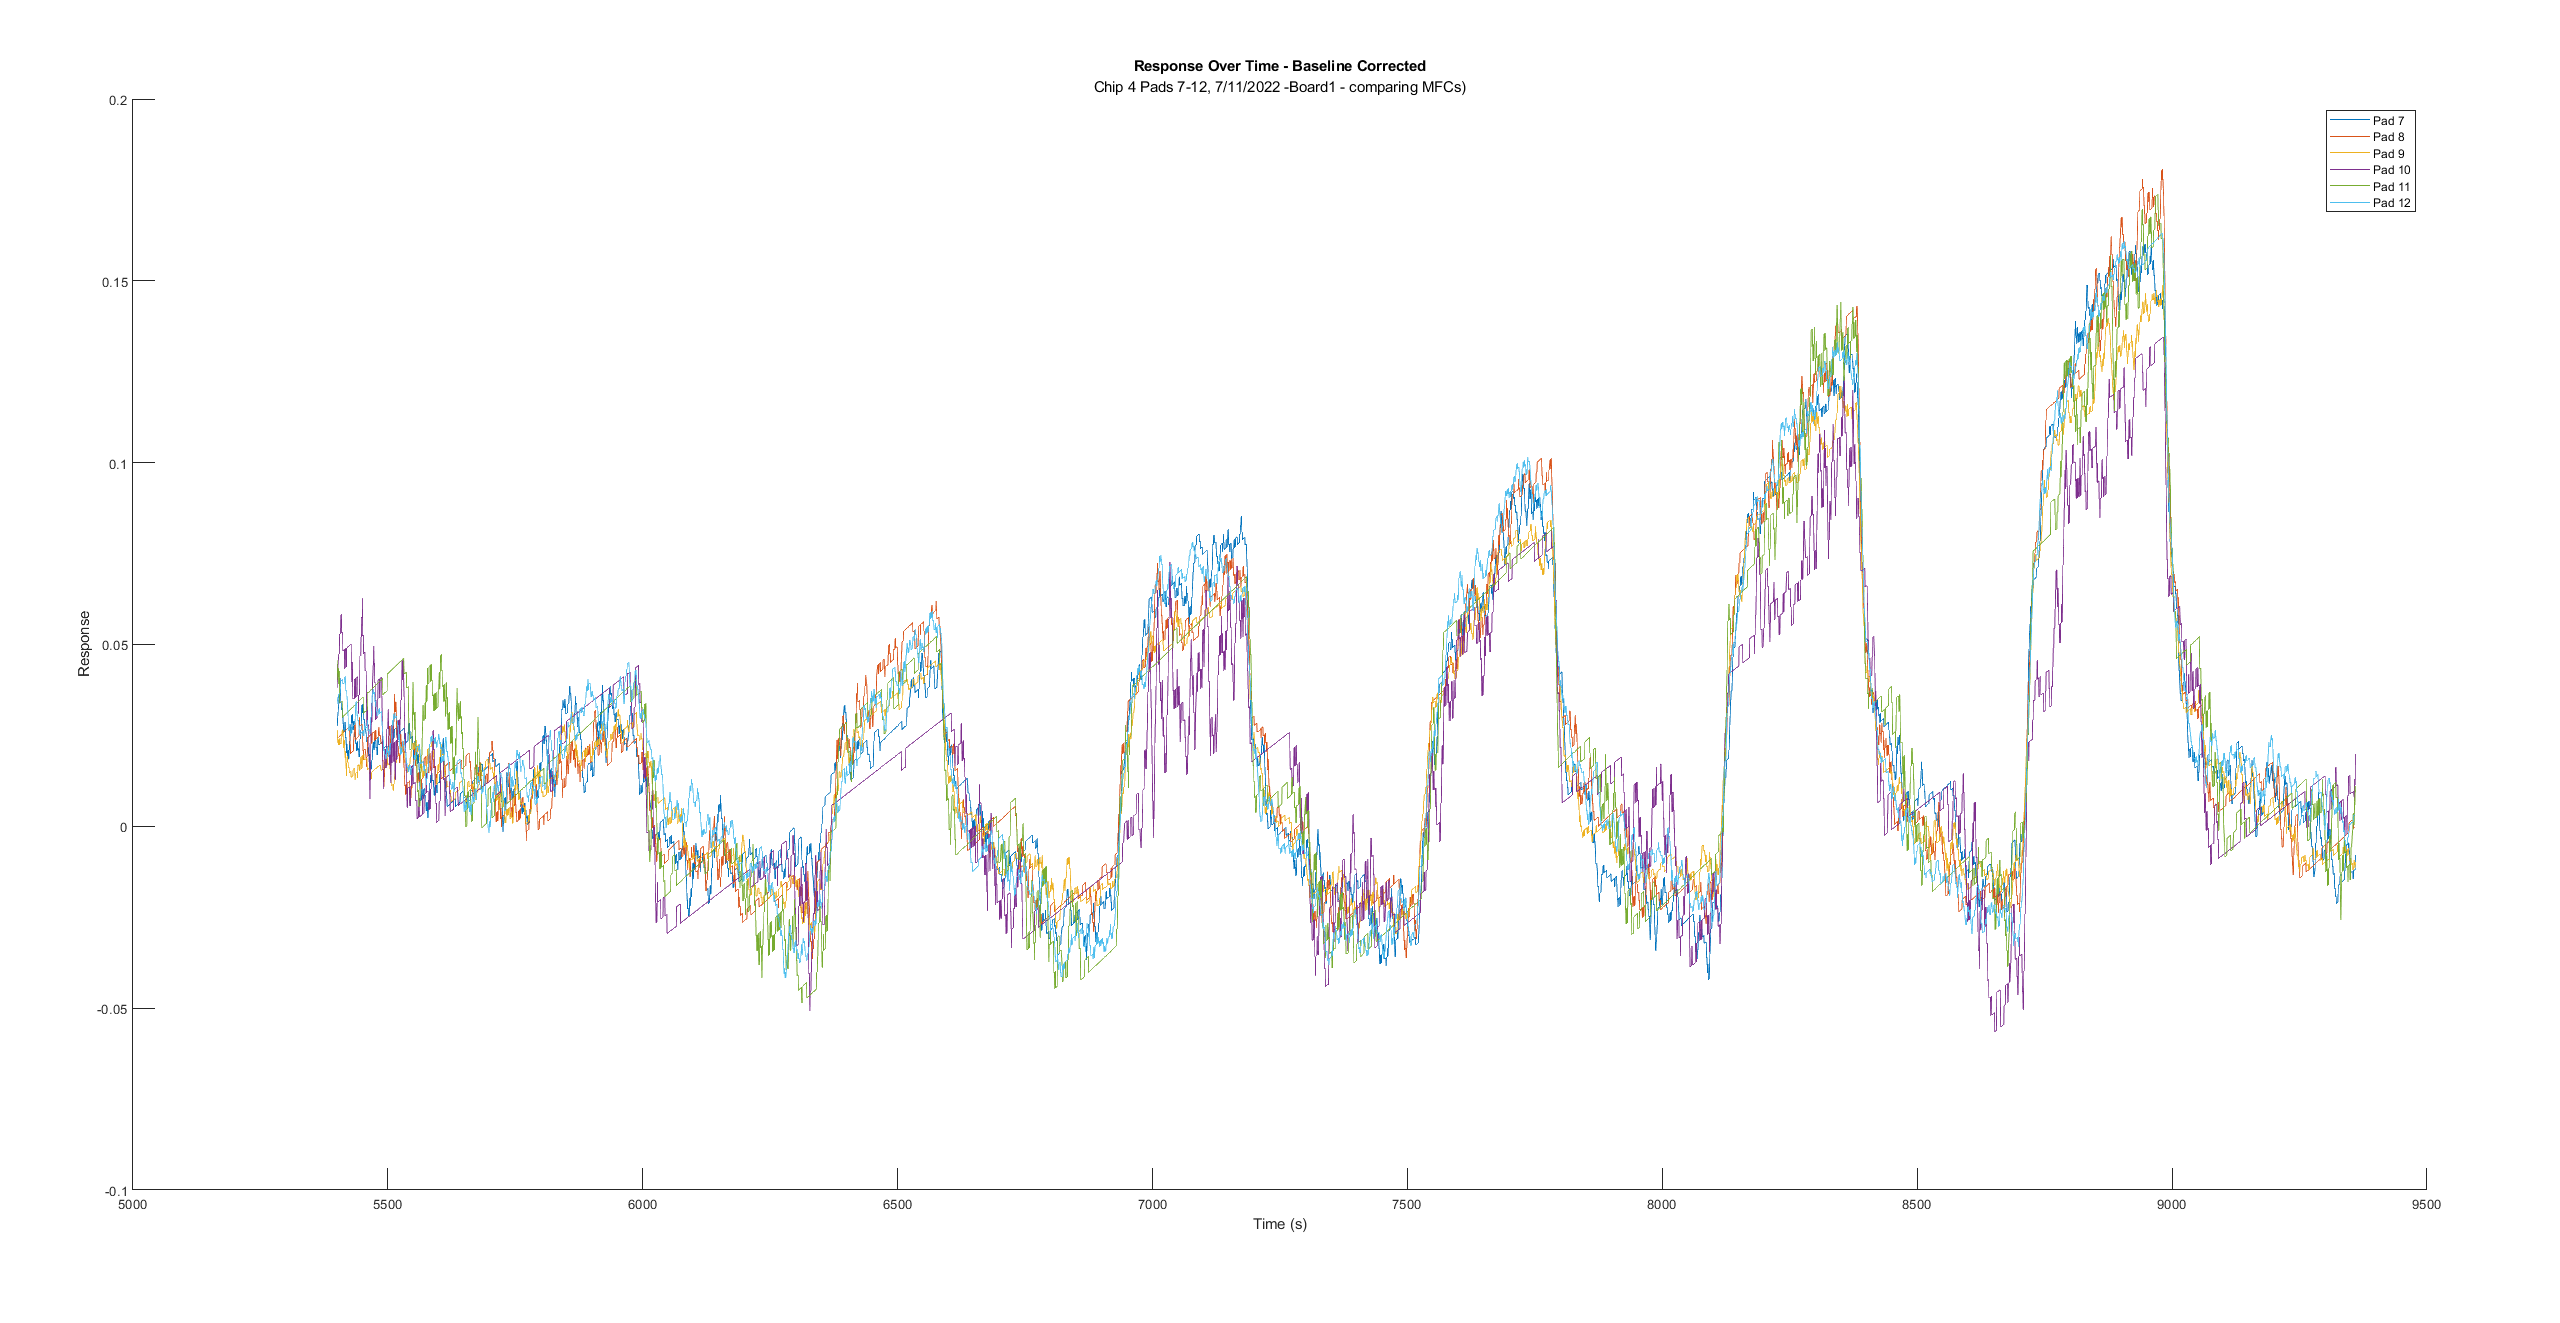 Response Over Time - Baseline Corrected
Chip 4 Pads 7-12, 7/11/2022 -Board1 - comparing MFCs)
0.2
0.15
0.1
0.05
0
-0.05
-0.1
Response
Pad 7
Pad 8
Pad 9
Pad 10
Pad 11
Pad 12
5000
5500
6000
6500
7000
7500
8000
8500
9000
9500
Time (s)